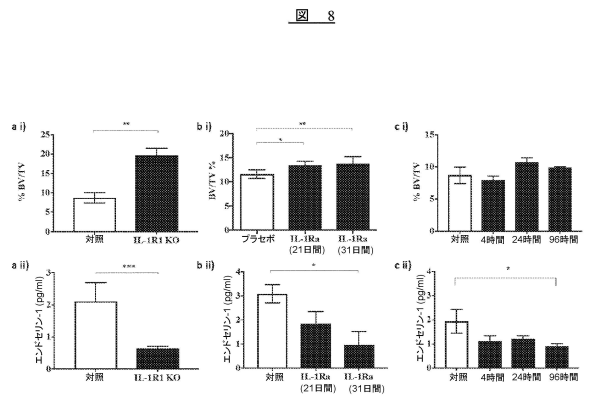 図 8
a i)
% BV/TV
25
20
15
10
5
0
**
対照
IL-1R1 KO
b i)
BV/TV %
20
15
10
5
0
**
*
プラセボ
IL-1Ra
(21日間)
IL-1Ra
(31日間)
c i)
% BV/TV
15
10
5
0
対照
4時間
24時間
96時間
a ii)
エンドセリン-1 (pg/ml)
3
2
1
0
***
対照
IL-1R1 KO
b ii)
エンドセリン-1 (pg/ml)
4
3
2
1
0
*
対照
IL-1Ra
(21日間)
IL-1Ra
(31日間)
c ii)
エンドセリン-1 (pg/ml)
4
3
2
1
0
*
対照
4時間
24時間
96時間